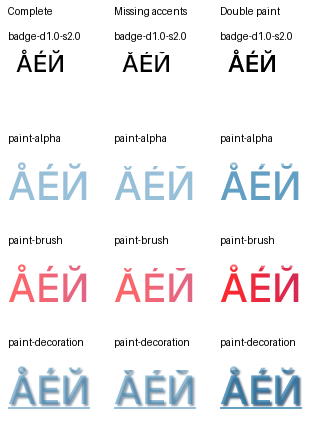 Complete Missing accents Double paint
badge-d1.0-s2.0 badge-d1.0-s2.0 badge-d1.0-s2.0
ÅÉЙ ÅÉЙ ÅÉЙ
paint-alpha paint-alpha paint-alpha
ÅÉЙ ÅÉЙ ÅÉЙ
paint-brush paint-brush paint-brush
ÅÉЙ ÅÉЙ ÅÉЙ
paint-decoration paint-decoration paint-decoration
ÅÉЙ ÅÉЙ ÅÉЙ